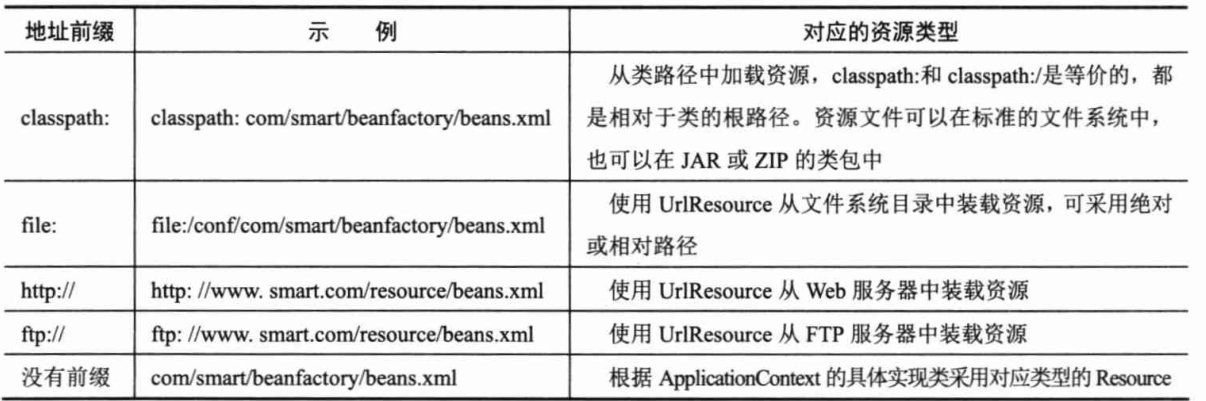 地址前缀 示 例 对应的资源类型
从类路径中加载资源，classpath:和 classpath:/是等价的，都
classpath: classpath: com/smart/beanfactory/beans.xml 是相对于类的根路径。资源文件可以在标准的文件系统中，
也可以在 JAR 或 ZIP 的类包中
file: file:/conf/com/smart/beanfactory/beans.xml 使用 UrlResource 从文件系统目录中装载资源，可采用绝对
或相对路径
http:// http: //www. smart.com/resource/beans.xml 使用 UrlResource 从 Web 服务器中装载资源
ftp:// ftp: //www. smart.com/resource/beans.xml 使用 UrlResource 从 FTP 服务器中装载资源
没有前缀 com/smart/beanfactory/beans.xml 根据 ApplicationContext 的具体实现类采用对应类型的 Resource